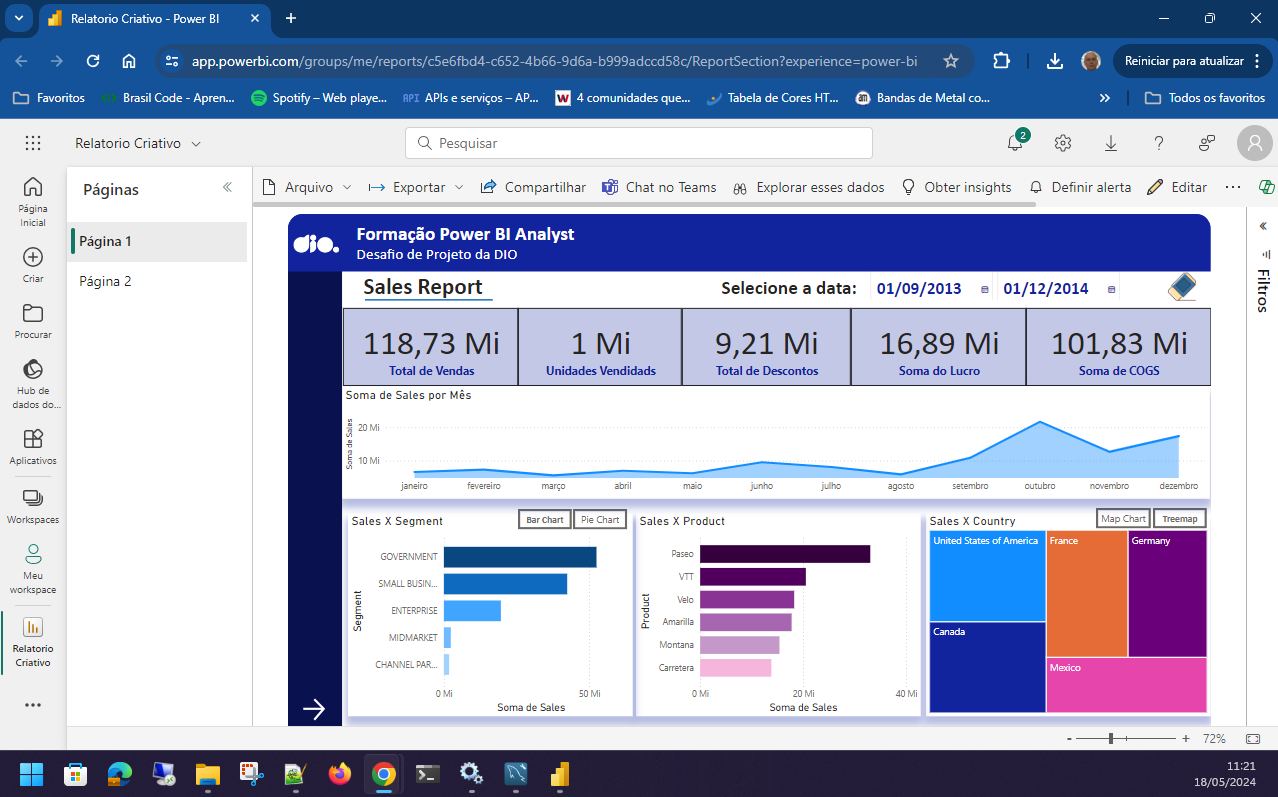 Relatorio Criativo - Power BI
app.powerbi.com/groups/me/reports/c5e6fbd4-c652-4b66-9d6a-b999adccd58c/ReportSection?experience=power-bi
Reiniciar para atualizar
Favoritos
Brasil Code - Apren...
Spotify – Web playe...
API APIs e serviços – AP...
W 4 comunidades que...
Tabela de Cores HT...
am Bandas de Metal co...
Todos os favoritos
Relatorio Criativo
Pesquisar
2
Página Inicial
Criar
Procurar
Hub de dados do...
Aplicativos
Workspaces
Meu workspace
Relatorio Criativo
Páginas
Página 1
Página 2
Arquivo
Exportar
Compartilhar
Chat no Teams
Explorar esses dados
Obter insights
Definir alerta
Editar
Filtros
dio.
Formação Power BI Analyst
Desafio de Projeto da DIO
Sales Report
Selecione a data: 01/09/2013 01/12/2014
118,73 Mi
Total de Vendas
1 Mi
Unidades Vendidads
9,21 Mi
Total de Descontos
16,89 Mi
Soma do Lucro
101,83 Mi
Soma de COGS
Soma de Sales por Mês
Soma de Sales
20 Mi
10 Mi
janeiro fevereiro março abril maio junho julho agosto setembro outubro novembro dezembro
Sales X Segment
Bar Chart
Pie Chart
Segment
GOVERNMENT
SMALL BUSIN...
ENTERPRISE
MIDMARKET
CHANNEL PAR...
0 Mi 50 Mi
Soma de Sales
Sales X Product
Product
Paseo
VTT
Velo
Amarilla
Montana
Carretera
0 Mi 20 Mi 40 Mi
Soma de Sales
Sales X Country
Map Chart
Treemap
United States of America
France
Germany
Canada
Mexico
- + 72%
11:21
18/05/2024